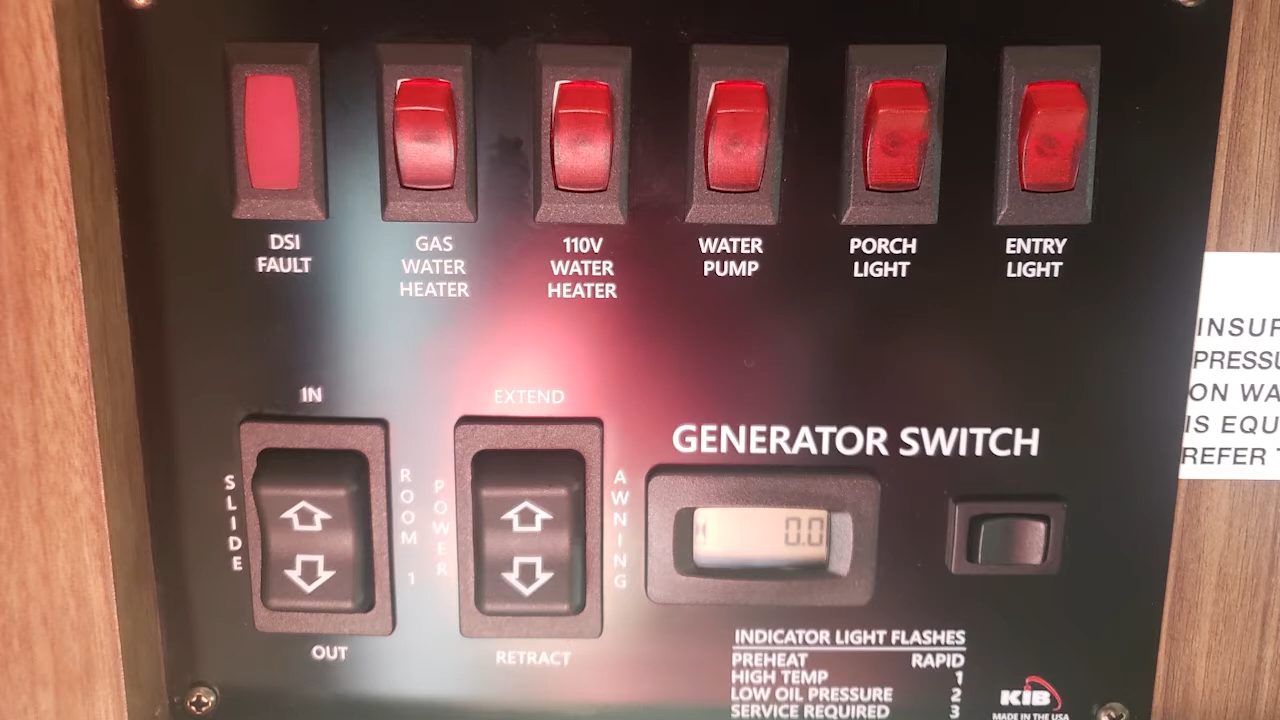 DSI
FAULT
GAS
WATER
HEATER
110V
WATER
HEATER
WATER
PUMP
PORCH
LIGHT
ENTRY
LIGHT
IN
SLIDE
ROOM 1
OUT
EXTEND
POWER
AWNING
RETRACT
GENERATOR SWITCH
0.0
INDICATOR LIGHT FLASHES
PREHEAT RAPID
HIGH TEMP 1
LOW OIL PRESSURE 2
SERVICE REQUIRED 3
KIB
MADE IN THE USA
INSUR
PRESSU
ON WA
IS EQU
REFER